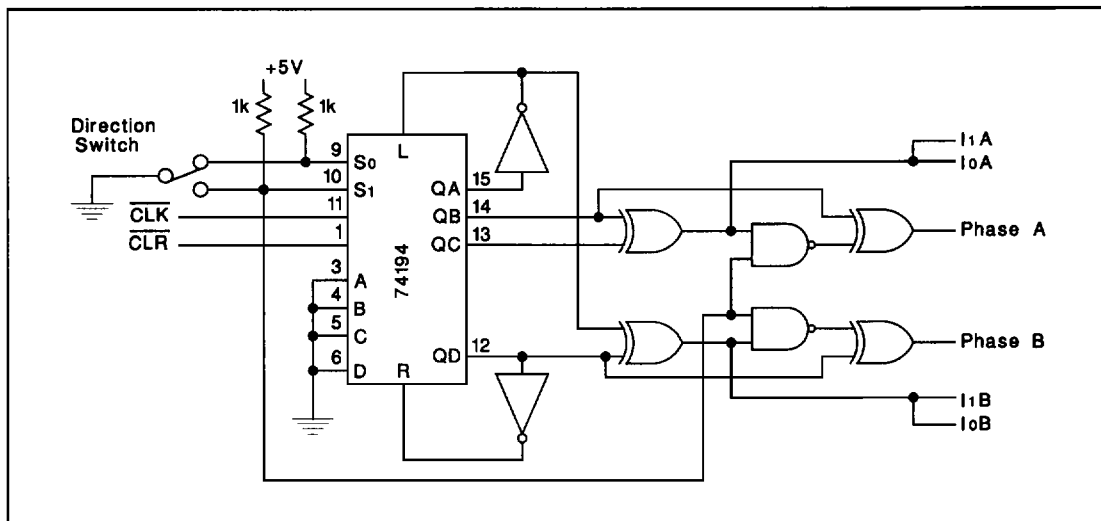 +5V
1k
1k
Direction
Switch
9
S0
L
10
S1
QA
15
11
CLK
QB
14
1
CLR
QC
13
74194
3
A
4
B
5
C
6
D
QD
12
R
I1A
I0A
Phase A
Phase B
I1B
I0B